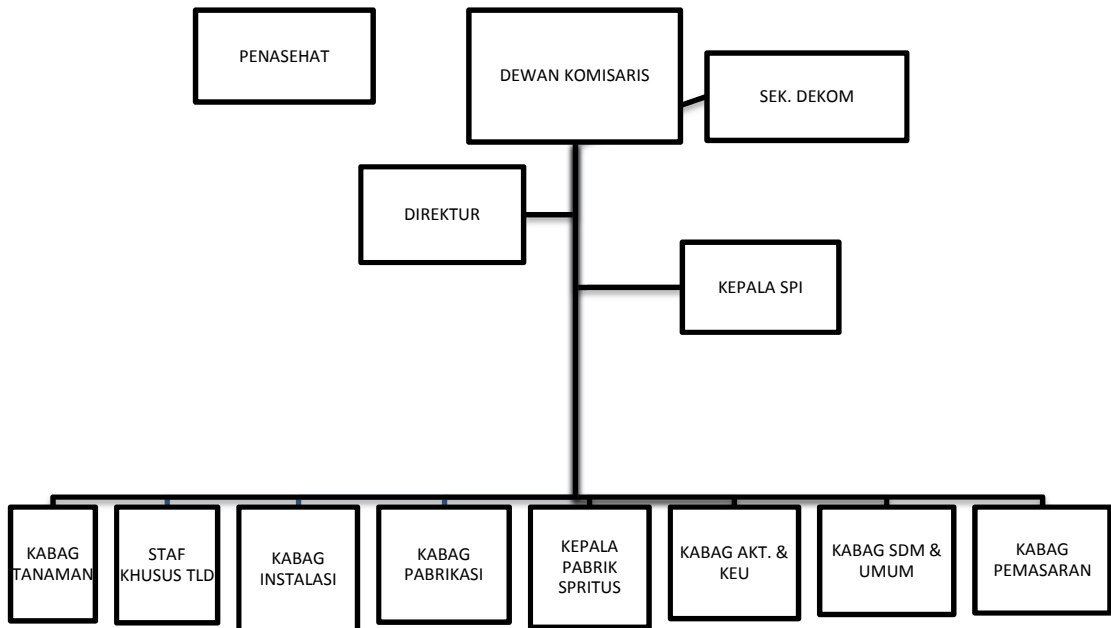 PENASEHAT
DEWAN KOMISARIS
SEK. DEKOM
DIREKTUR
KEPALA SPI
KABAG
TANAMAN
STAF
KHUSUS TLD
KABAG
INSTALASI
KABAG
PABRIKASI
KEPALA
PABRIK
SPRITUS
KABAG AKT. &
KEU
KABAG SDM &
UMUM
KABAG
PEMASARAN